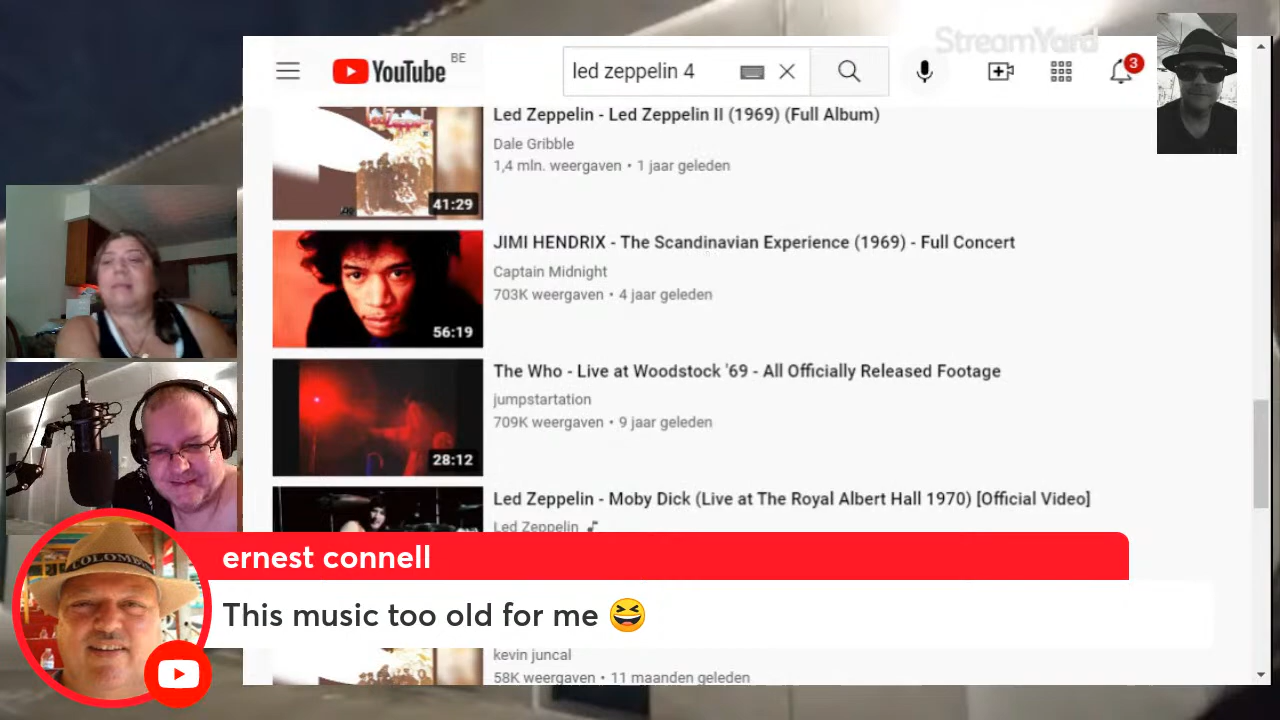 StreamYard
YouTube BE
led zeppelin 4
3
Led Zeppelin - Led Zeppelin II (1969) (Full Album)
Dale Gribble
1,4 mln. weergaven • 1 jaar geleden
41:29
JIMI HENDRIX - The Scandinavian Experience (1969) - Full Concert
Captain Midnight
703K weergaven • 4 jaar geleden
56:19
The Who - Live at Woodstock '69 - All Officially Released Footage
jumpstartation
709K weergaven • 9 jaar geleden
28:12
Led Zeppelin - Moby Dick (Live at The Royal Albert Hall 1970) [Official Video]
Led Zeppelin
ernest connell
This music too old for me 😆
kevin juncal
58K weergaven • 11 maanden geleden